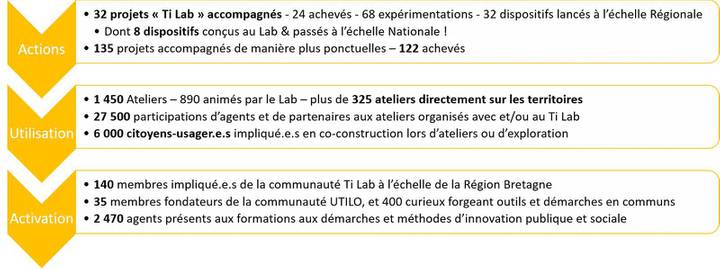 Actions
• 32 projets « Ti Lab » accompagnés - 24 achevés - 68 expérimentations - 32 dispositifs lancés à l'échelle Régionale
• Dont 8 dispositifs conçus au Lab & passés à l'échelle Nationale !
• 135 projets accompagnés de manière plus ponctuelles – 122 achevés
Utilisation
• 1 450 Ateliers – 890 animés par le Lab – plus de 325 ateliers directement sur les territoires
• 27 500 participations d'agents et de partenaires aux ateliers organisés avec et/ou au Ti Lab
• 6 000 citoyens-usager.e.s impliqué.e.s en co-construction lors d'ateliers ou d'exploration
Activation
• 140 membres impliqué.e.s de la communauté Ti Lab à l'échelle de la Région Bretagne
• 35 membres fondateurs de la communauté UTILO, et 400 curieux forgeant outils et démarches en communs
• 2 470 agents présents aux formations aux démarches et méthodes d'innovation publique et sociale